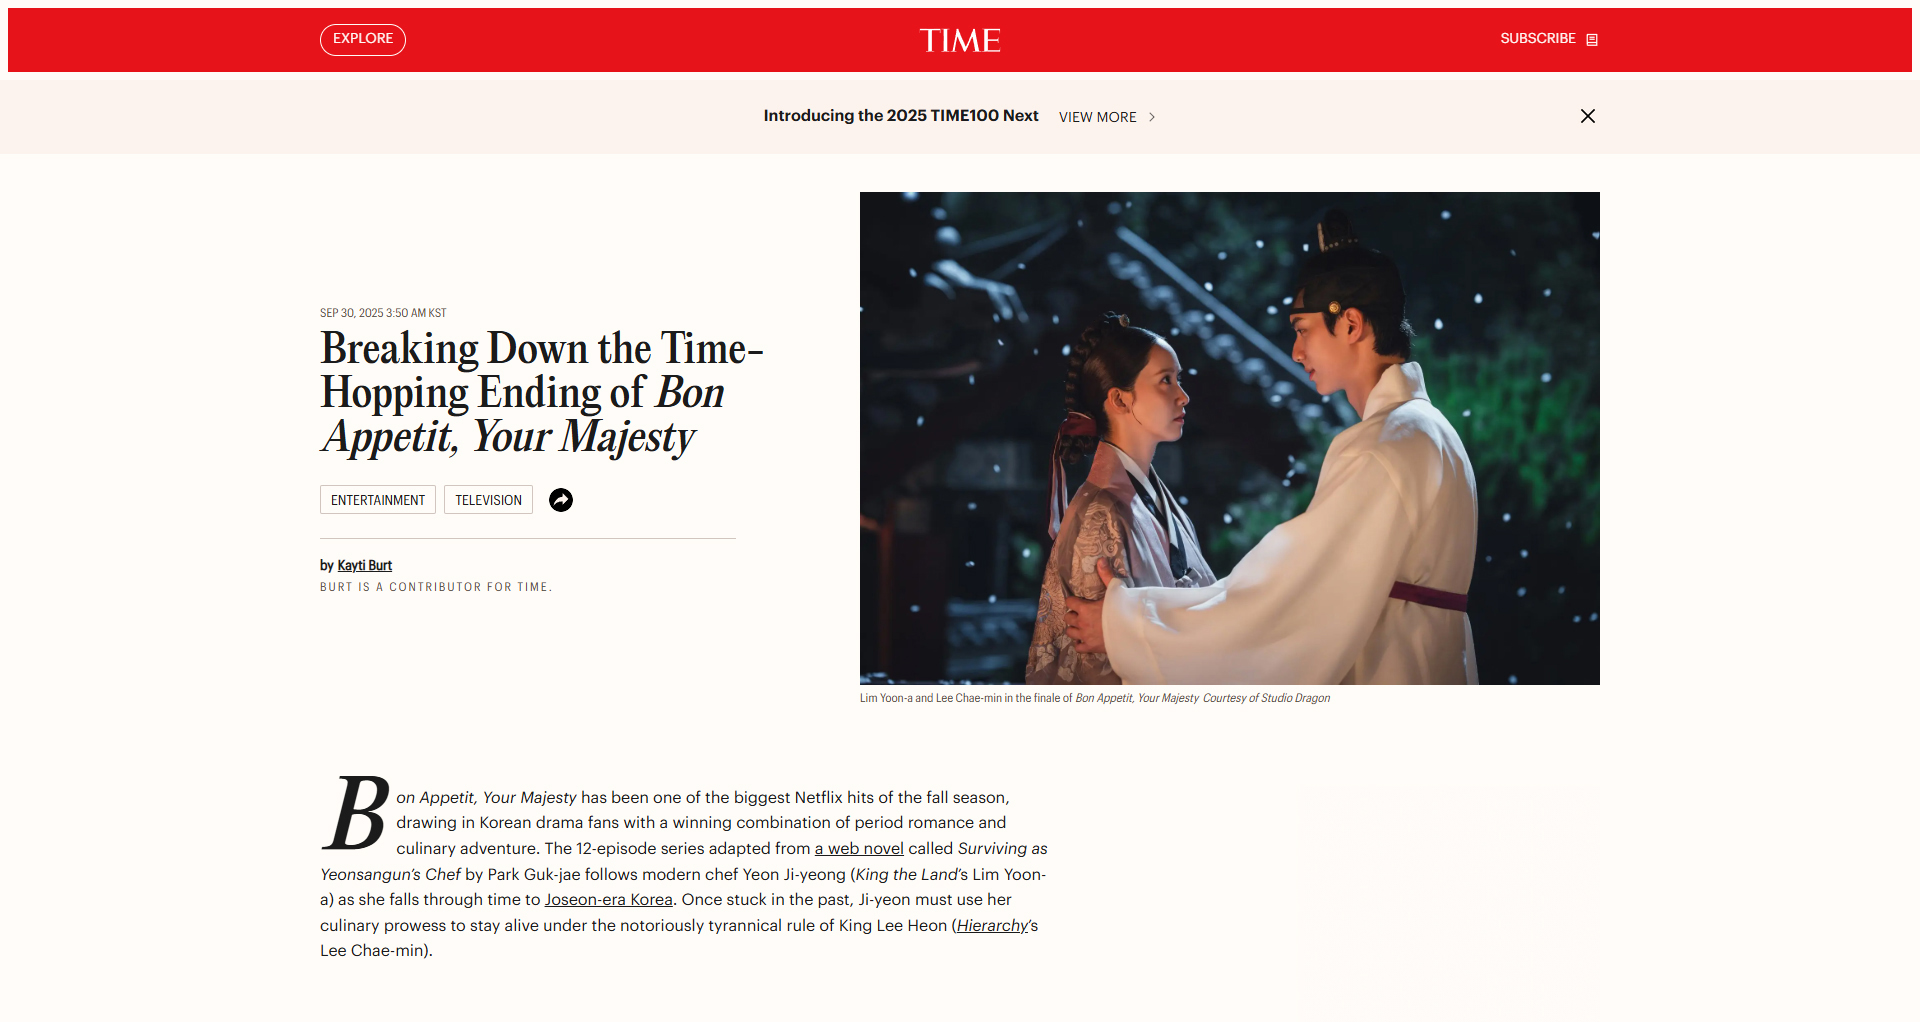 EXPLORE
TIME
SUBSCRIBE
Introducing the 2025 TIME100 Next VIEW MORE
SEP 30, 2025 3:50 AM KST
Breaking Down the Time-
Hopping Ending of Bon
Appetit, Your Majesty
ENTERTAINMENT TELEVISION
by Kayti Burt
BURT IS A CONTRIBUTOR FOR TIME.
Lim Yoon-a and Lee Chae-min in the finale of Bon Appetit, Your Majesty Courtesy of Studio Dragon
Bon Appetit, Your Majesty has been one of the biggest Netflix hits of the fall season,
drawing in Korean drama fans with a winning combination of period romance and
culinary adventure. The 12-episode series adapted from a web novel called Surviving as
Yeonsangun’s Chef by Park Guk-jae follows modern chef Yeon Ji-yeong (King the Land’s Lim Yoon-
a) as she falls through time to Joseon-era Korea. Once stuck in the past, Ji-yeon must use her
culinary prowess to stay alive under the notoriously tyrannical rule of King Lee Heon (Hierarchy’s
Lee Chae-min).